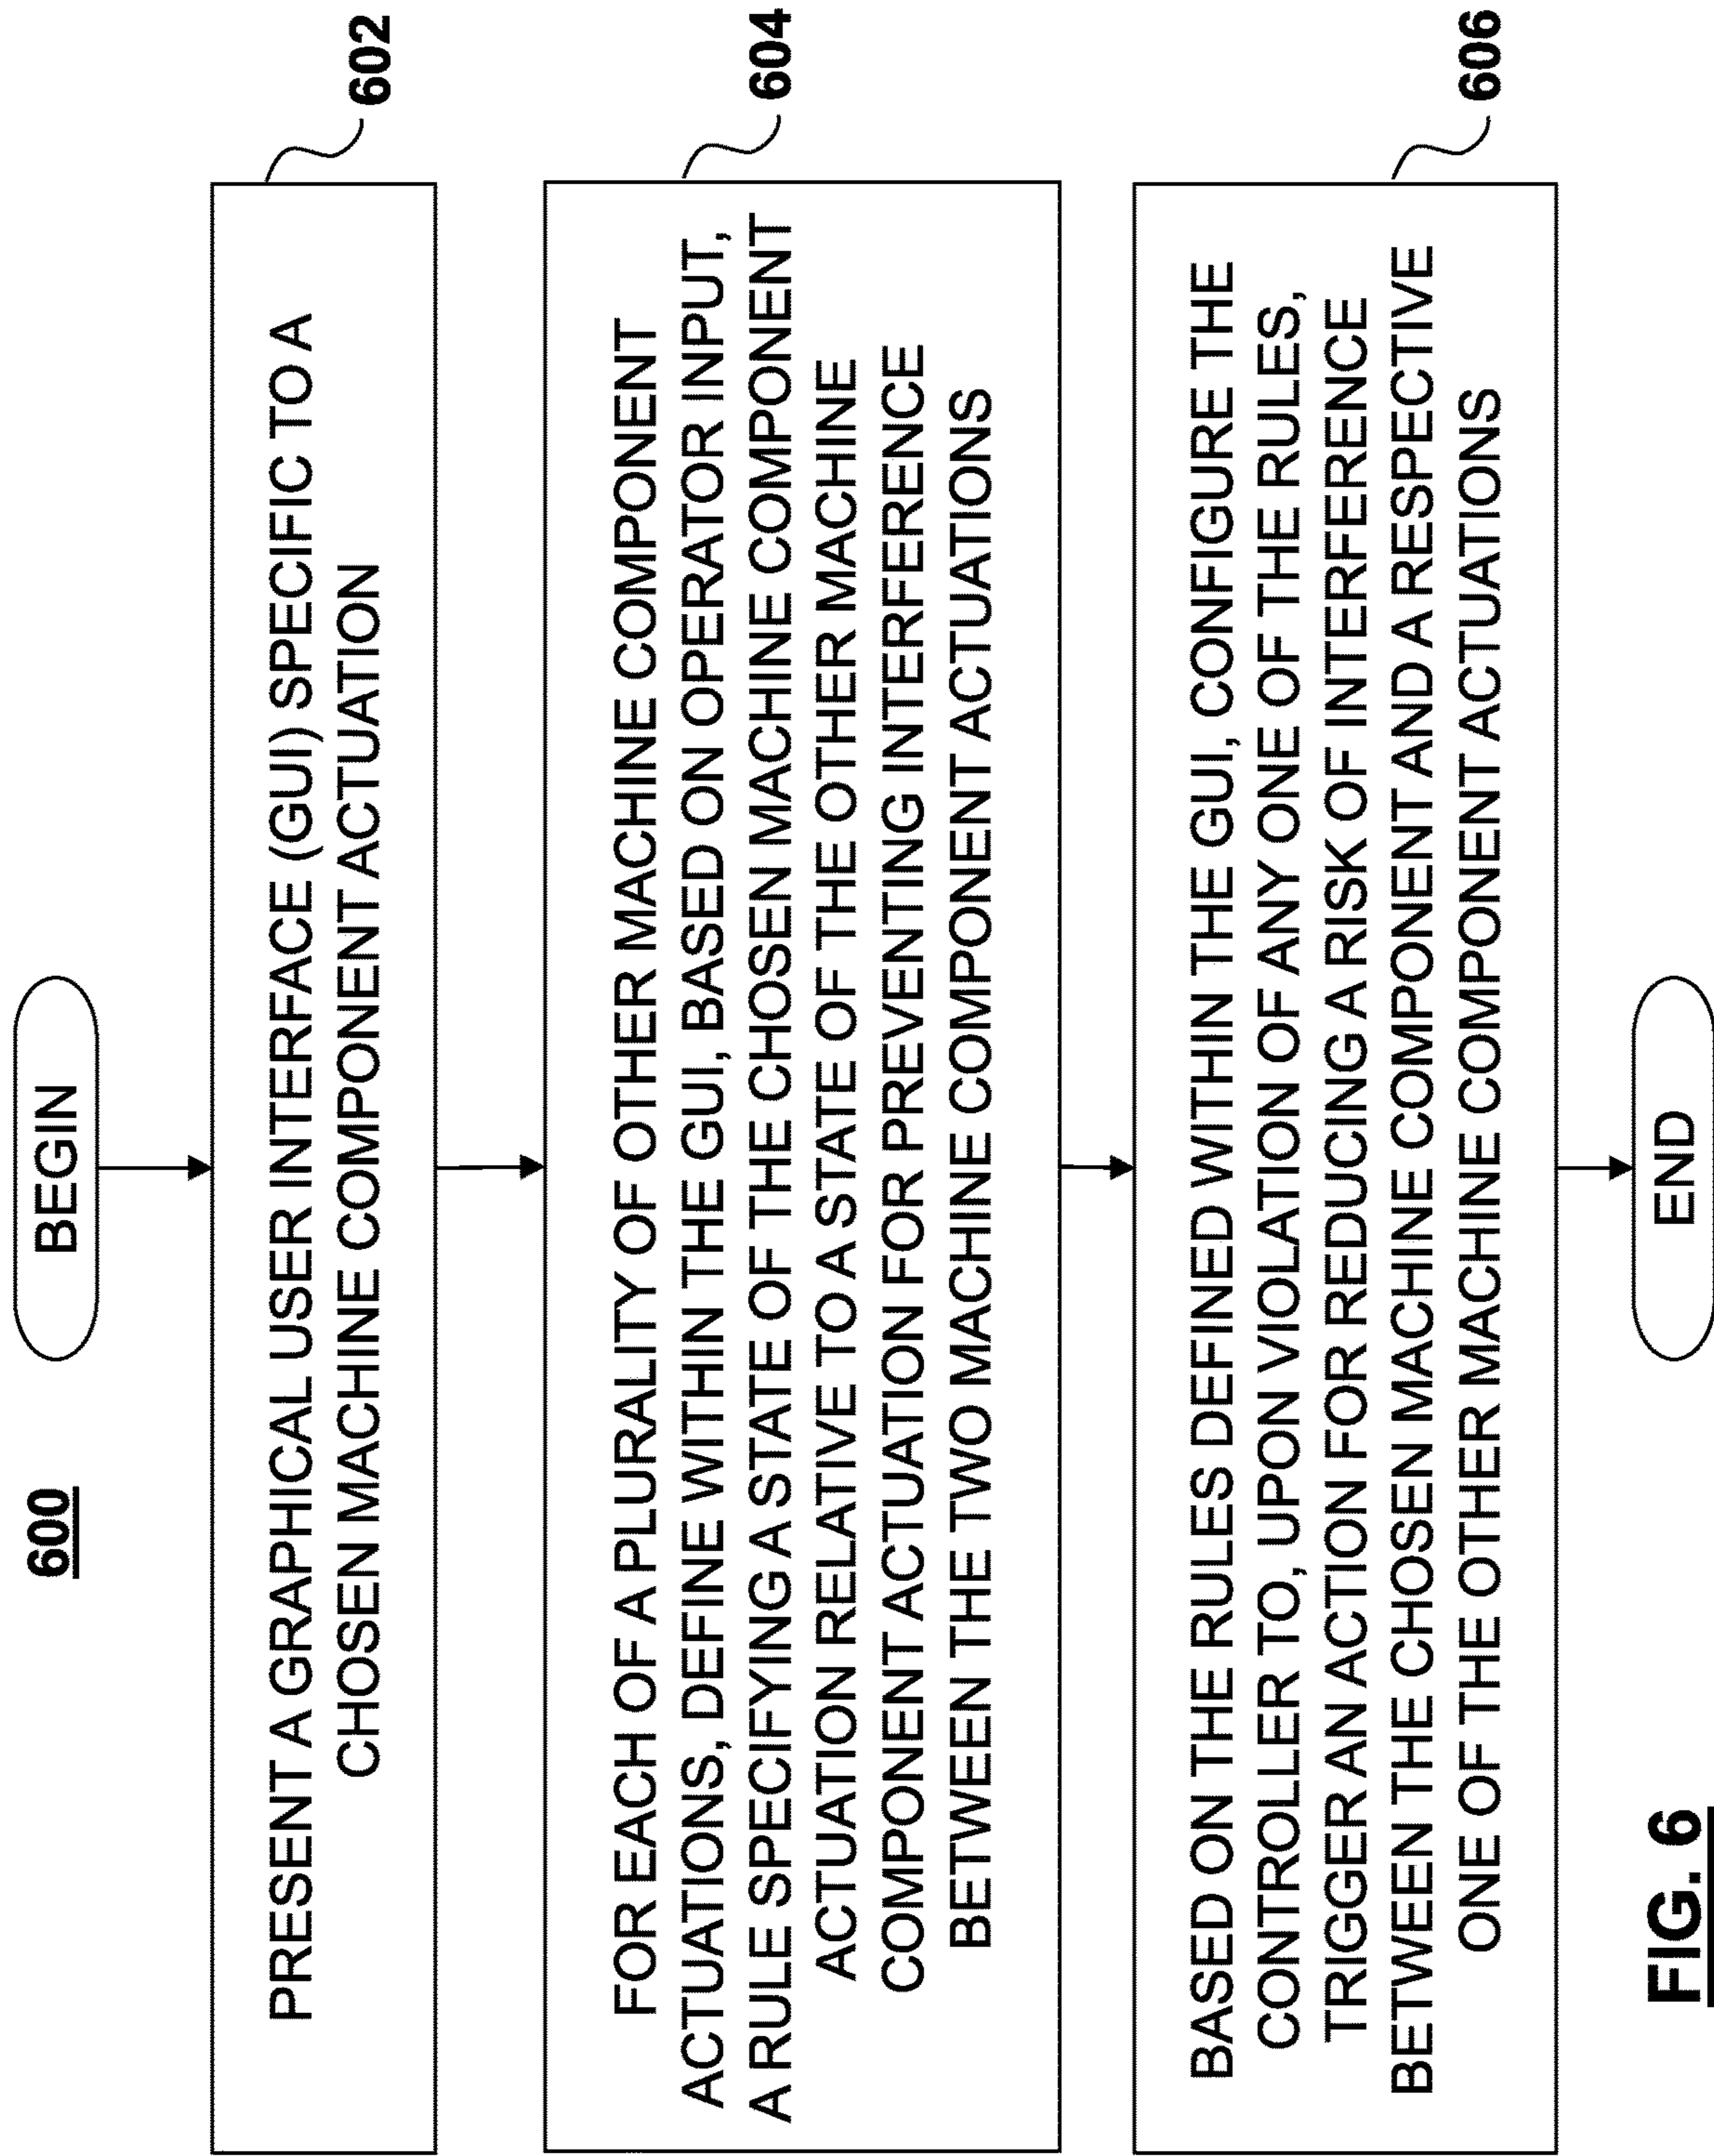 600
BEGIN
PRESENT A GRAPHICAL USER INTERFACE (GUI) SPECIFIC TO A
CHOSEN MACHINE COMPONENT ACTUATION
602
FOR EACH OF A PLURALITY OF OTHER MACHINE COMPONENT
ACTUATIONS, DEFINE WITHIN THE GUI, BASED ON OPERATOR INPUT,
A RULE SPECIFYING A STATE OF THE CHOSEN MACHINE COMPONENT
ACTUATION RELATIVE TO A STATE OF THE OTHER MACHINE
COMPONENT ACTUATION FOR PREVENTING INTERFERENCE
BETWEEN THE TWO MACHINE COMPONENT ACTUATIONS
604
BASED ON THE RULES DEFINED WITHIN THE GUI, CONFIGURE THE
CONTROLLER TO, UPON VIOLATION OF ANY ONE OF THE RULES,
TRIGGER AN ACTION FOR REDUCING A RISK OF INTERFERENCE
BETWEEN THE CHOSEN MACHINE COMPONENT AND A RESPECTIVE
ONE OF THE OTHER MACHINE COMPONENT ACTUATIONS
606
END
FIG. 6